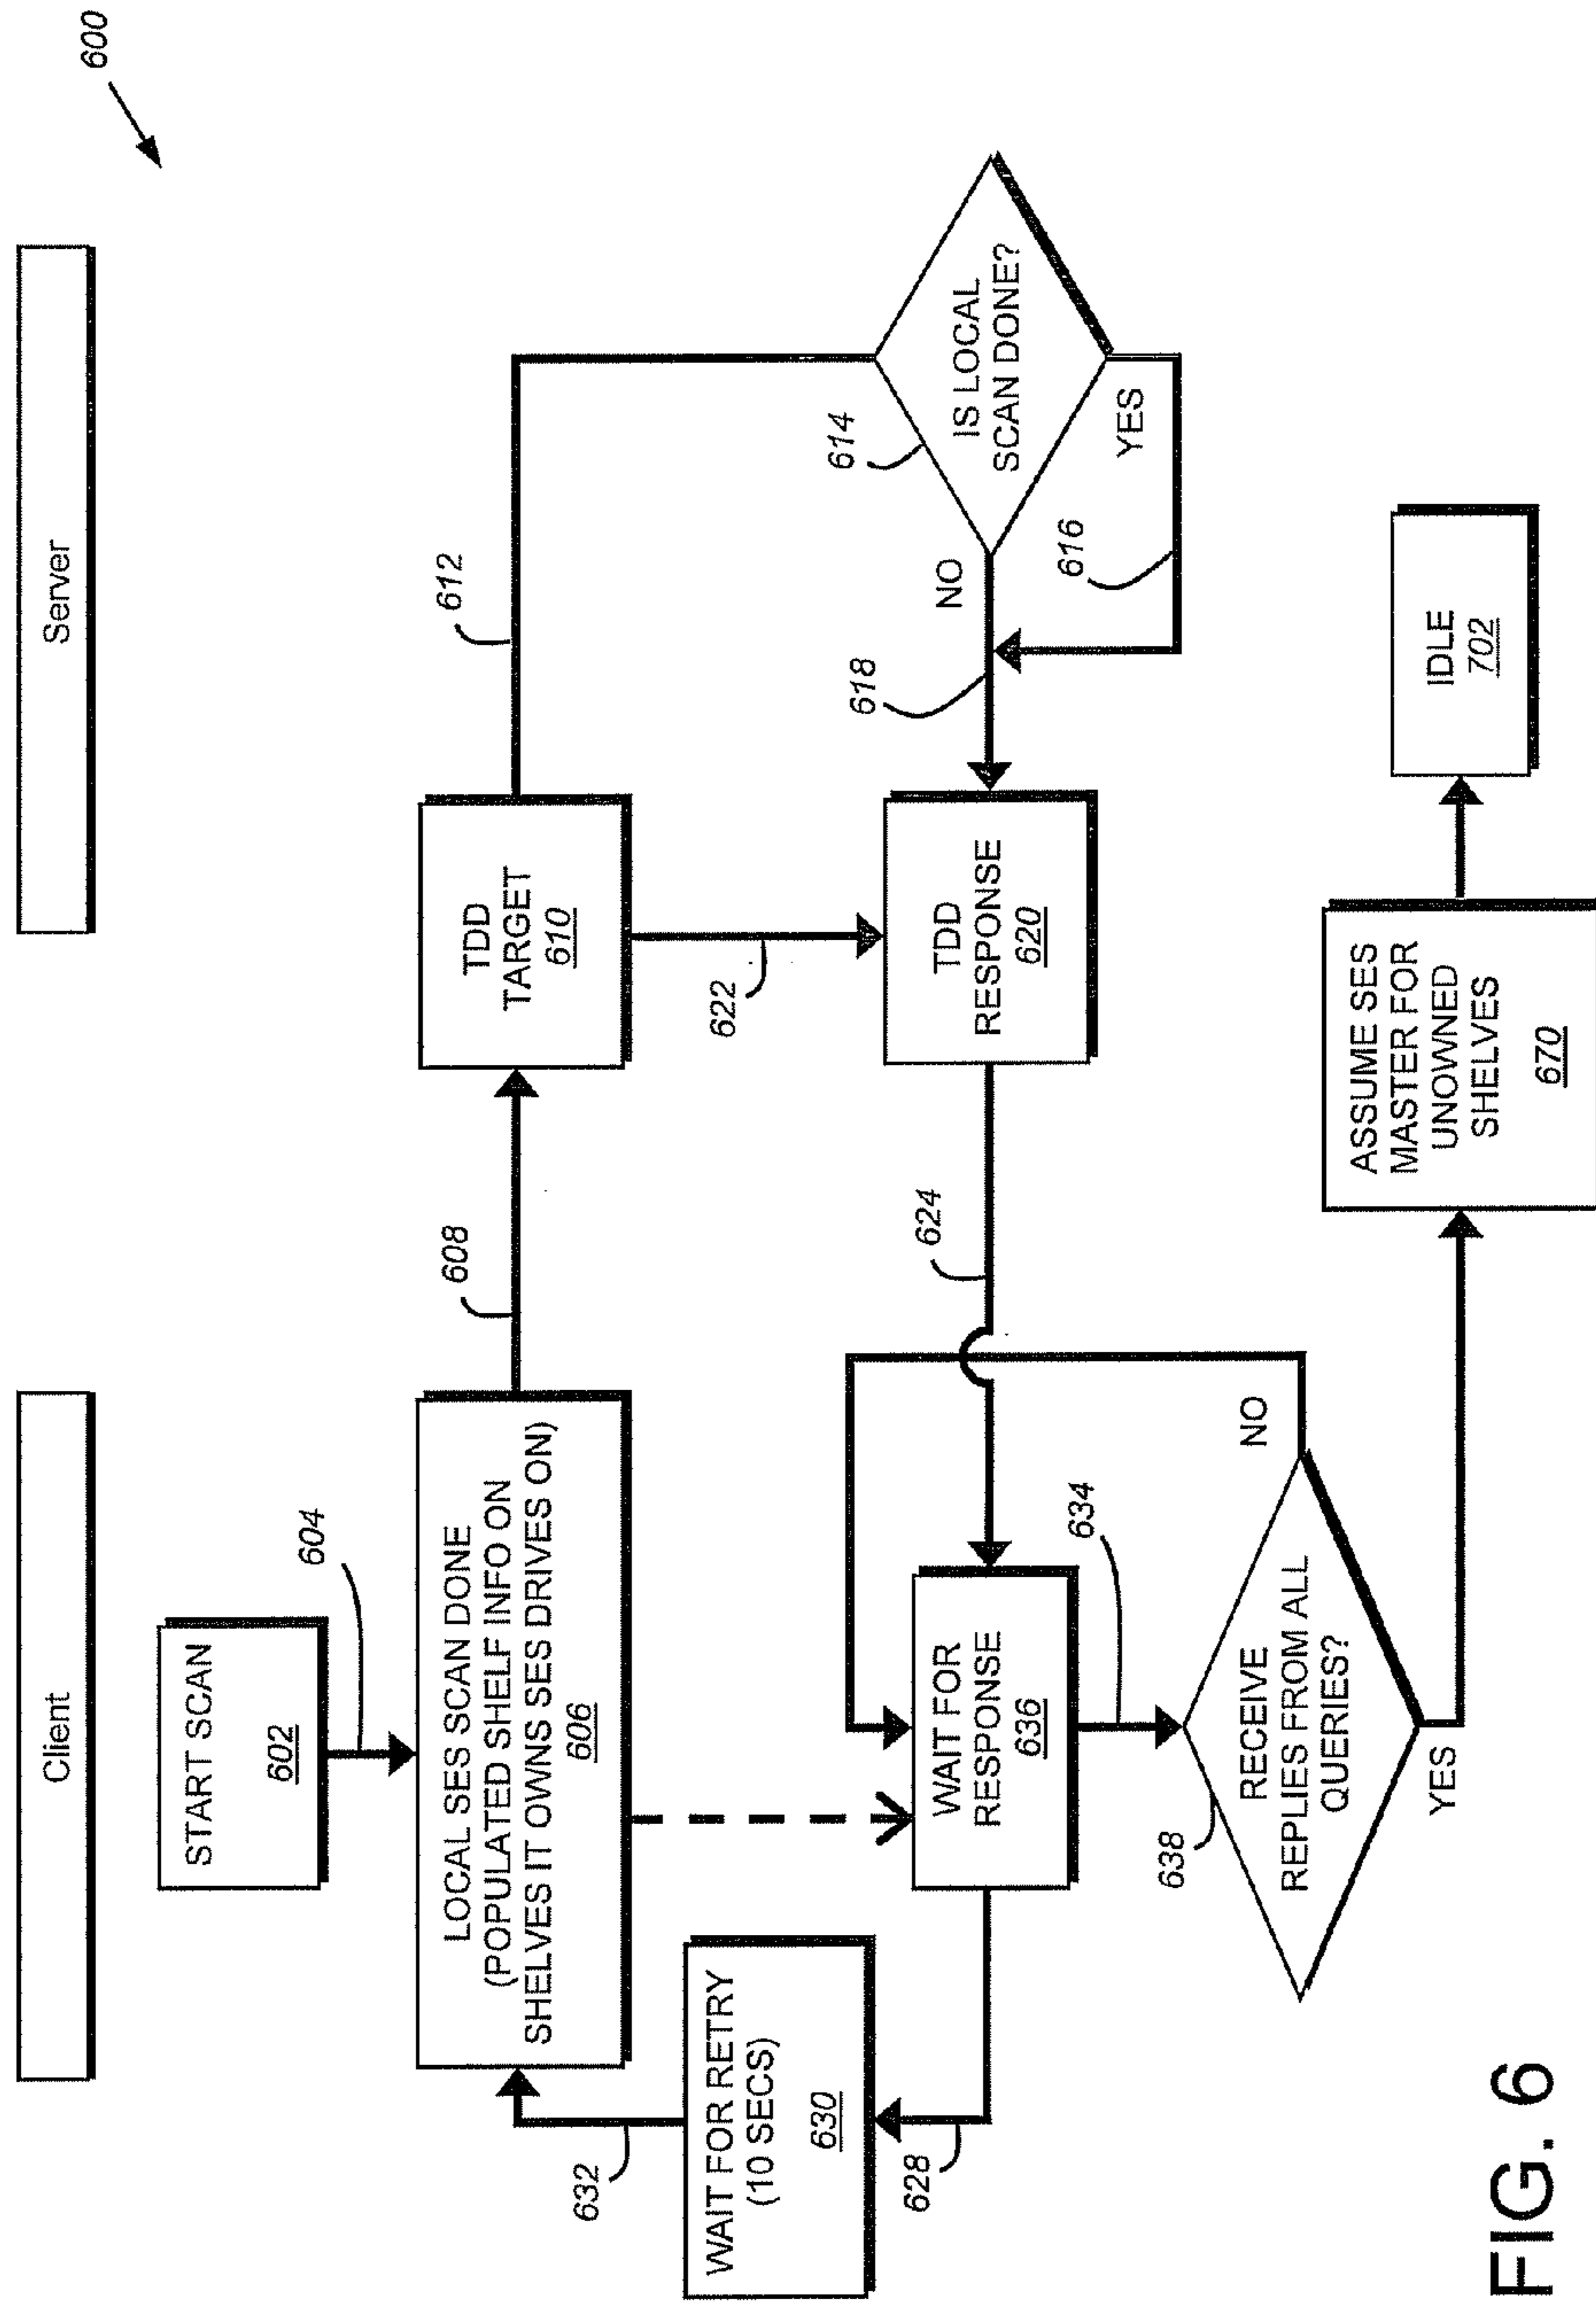 Client
Server
600
START SCAN
602
604
LOCAL SES SCAN DONE
(POPULATED SHELF INFO ON
SHELVES IT OWNS SES DRIVES ON)
606
608
TDD
TARGET
610
612
WAIT FOR RETRY
(10 SECS)
630
632
628
622
614
IS LOCAL
SCAN DONE?
NO
YES
616
618
TDD
RESPONSE
620
624
WAIT FOR
RESPONSE
636
634
638
RECEIVE
REPLIES FROM ALL
QUERIES?
NO
YES
ASSUME SES
MASTER FOR
UNOWNED
SHELVES
670
IDLE
702
FIG. 6